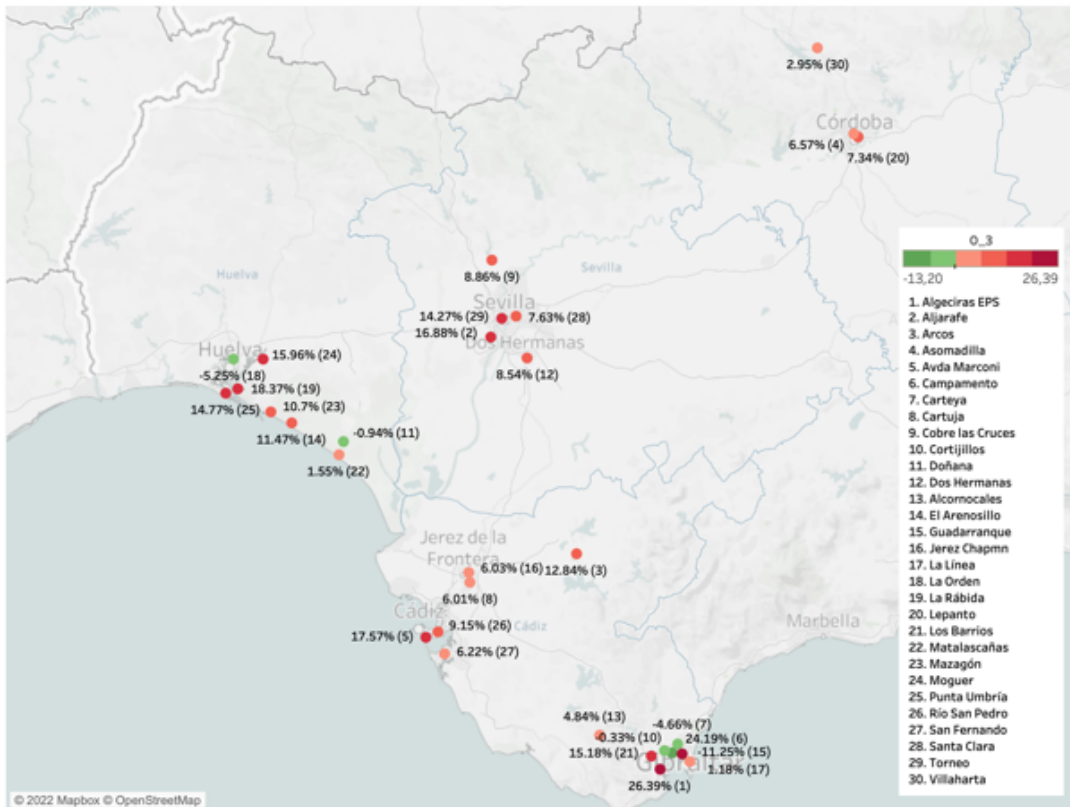 2.95% (30)
Córdoba
6.57% (4)
7.34% (20)
O_3
-13,20
26,39
Huelva
Sevilla
8.86% (9)
Sevilla
14.27% (29)
7.63% (28)
16.88% (2)
Dos Hermanas
8.54% (12)
Huelva
15.96% (24)
-5.25% (18)
18.37% (19)
14.77% (25)
10.7% (23)
11.47% (14)
-0.94% (11)
1.55% (22)
Jerez de la
Frontera
6.03% (16)
12.84% (3)
6.01% (8)
Cádiz
9.15% (26)
17.57% (5)
Cádiz
6.22% (27)
Marbella
4.84% (13)
-4.66% (7)
-0.33% (10)
24.19% (6)
15.18% (21)
-11.25% (15)
Gibraltar
1.18% (17)
26.39% (1)
1. Algeciras EPS
2. Aljarafe
3. Arcos
4. Asomadilla
5. Avda Marconi
6. Campamento
7. Carteya
8. Cartuja
9. Cobre las Cruces
10. Cortijillos
11. Doñana
12. Dos Hermanas
13. Alcornocales
14. El Arenosillo
15. Guadarranque
16. Jerez Chapmn
17. La Línea
18. La Orden
19. La Rábida
20. Lepanto
21. Los Barrios
22. Matalascañas
23. Mazagón
24. Moguer
25. Punta Umbría
26. Río San Pedro
27. San Fernando
28. Santa Clara
29. Torneo
30. Villaharta
© 2022 Mapbox © OpenStreetMap